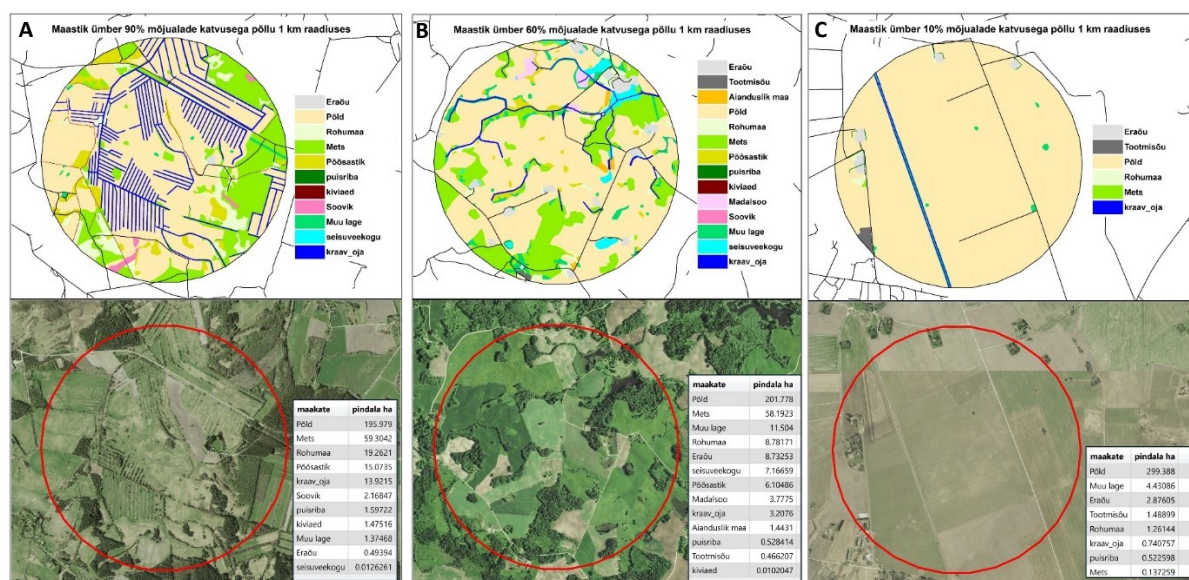 A
Maastik ümber 90% mõjualade katvusega põllu 1 km raadiuses
Eraõu
Põld
Rohumaa
Mets
Põõsastik
puisriba
kiviaed
Soovik
Muu lage
seisuveekogu
kraav_oja
maakate pindala ha
Põld 195.979
Mets 59.3042
Rohumaa 19.2621
Põõsastik 15.0735
kraav_oja 13.9215
Soovik 2.16847
puisriba 1.59722
kiviaed 1.47516
Muu lage 1.37468
Eraõu 0.49394
seisuveekogu 0.0126261
B
Maastik ümber 60% mõjualade katvusega põllu 1 km raadiuses
Eraõu
Tootmisõu
Aianduslik maa
Põld
Rohumaa
Mets
Põõsastik
puisriba
kiviaed
Madalsoo
Soovik
Muu lage
seisuveekogu
kraav_oja
maakate pindala ha
Põld 201.778
Mets 58.1923
Muu lage 11.504
Rohumaa 8.78171
Eraõu 8.73253
seisuveekogu 7.16659
Põõsastik 6.10486
Madalsoo 3.7775
kraav_oja 3.2076
Aianduslik maa 1.4431
puisriba 0.528414
Tootmisõu 0.466207
kiviaed 0.0102047
C
Maastik ümber 10% mõjualade katvusega põllu 1 km raadiuses
Eraõu
Tootmisõu
Põld
Rohumaa
Mets
kraav_oja
maakate pindala ha
Põld 299.388
Muu lage 4.43086
Eraõu 2.87605
Tootmisõu 1.48899
Rohumaa 1.26144
kraav_oja 0.740757
puisriba 0.522598
Mets 0.137259